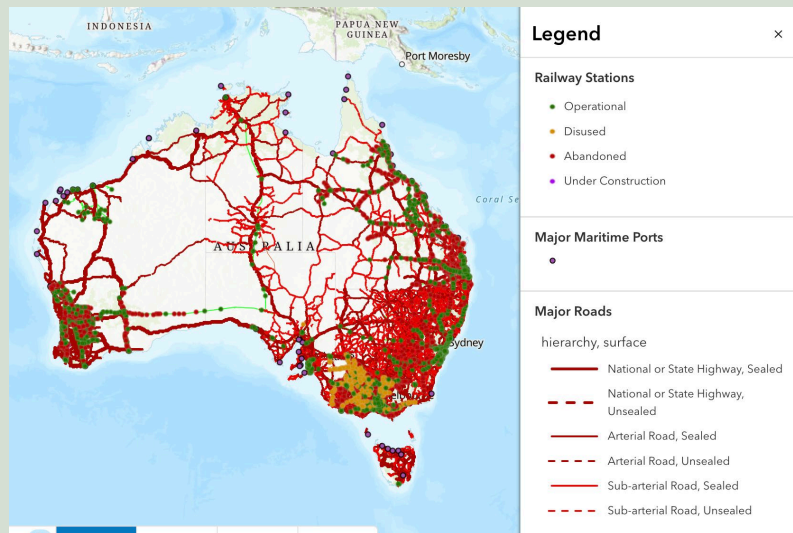 INDONESIA
PAPUA NEW
GUINEA
Port Moresby
Coral Se
AUSTRALIA
Sydney
Legend
×
Railway Stations
Operational
Disused
Abandoned
Under Construction
Major Maritime Ports
Major Roads
hierarchy, surface
National or State Highway, Sealed
National or State Highway,
Unsealed
Arterial Road, Sealed
Arterial Road, Unsealed
Sub-arterial Road, Sealed
Sub-arterial Road, Unsealed